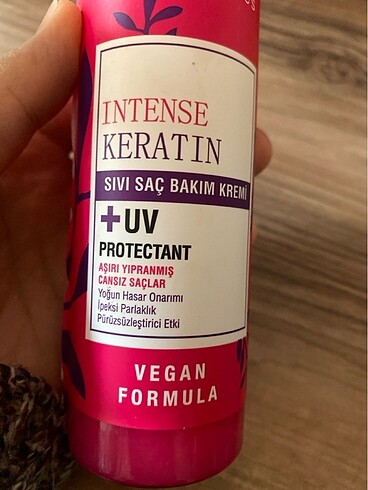 INTENSE
KERATIN
SIVI SAÇ BAKIM KREMİ
+UV
PROTECTANT
AŞIRI YIPRANMIŞ
CANSIZ SAÇLAR
Yoğun Hasar Onarımı
İpeksi Parlaklık
Pürüzsüzleştirici Etki
VEGAN
FORMULA